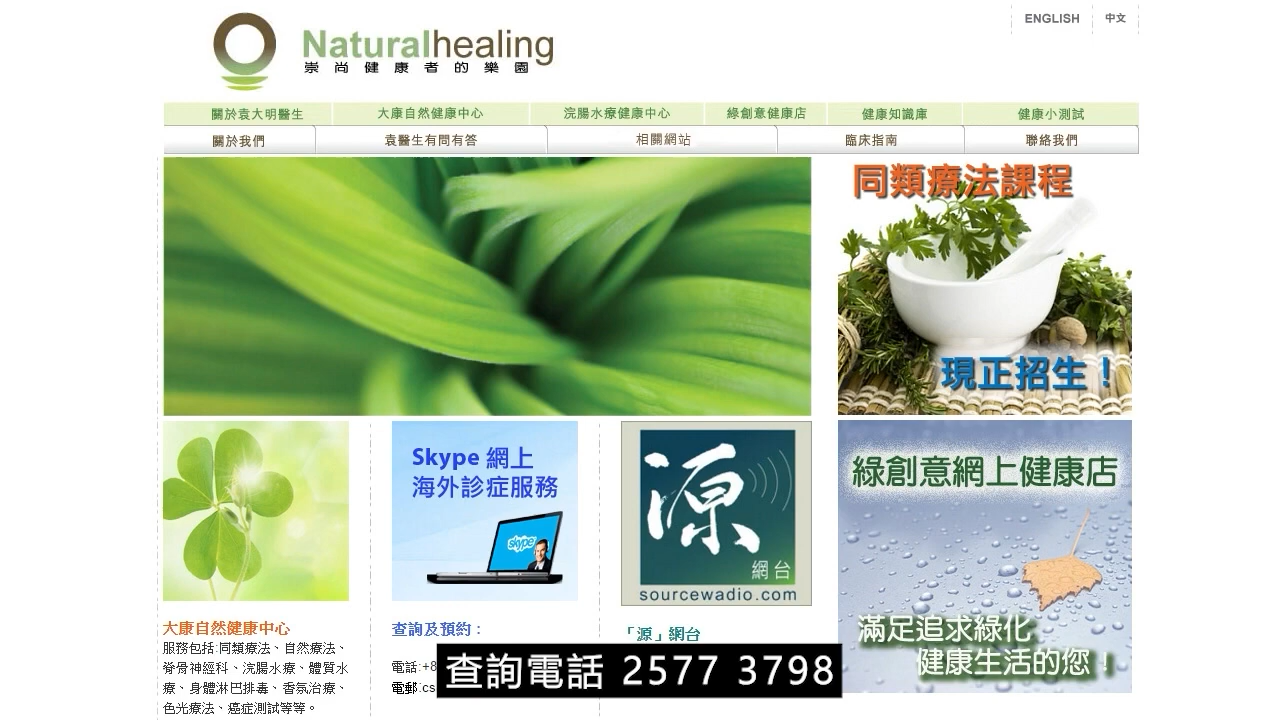 ENGLISH 中文
Naturalhealing
崇尚健康者的樂園
關於袁大明醫生 大康自然健康中心 浣腸水療健康中心 綠創意健康店 健康知識庫 健康小測試
關於我們 袁醫生有問有答 相關網站 臨床指南 聯絡我們
同類療法課程
現正招生！
Skype 網上
海外診症服務
skype
源
網台
sourcewadio.com
綠創意網上健康店
滿足追求綠化
健康生活的您！
大康自然健康中心
服務包括:同類療法、自然療法、
脊骨神經科、浣腸水療、體質水
療、身體淋巴排毒、香氛治療、
色光療法、癌症測試等等。
查詢及預約：
電話:+8
電郵:cs
「源」網台
查詢電話 2577 3798